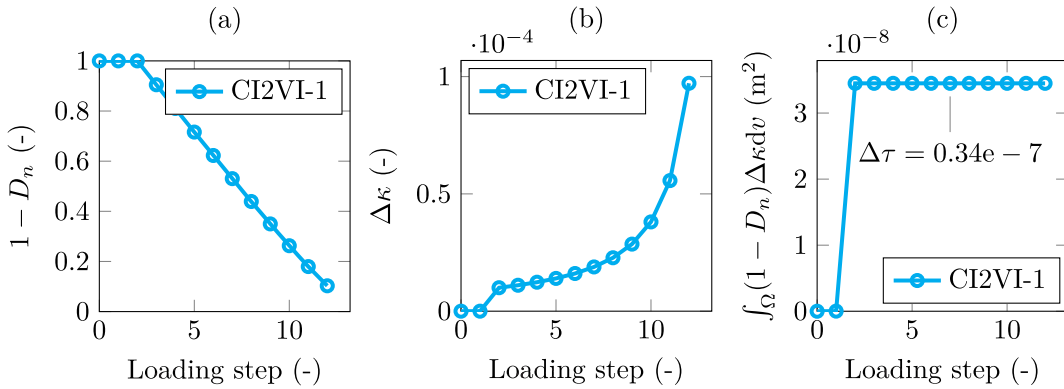 (a)
1 − Dₙ (-)
1
0.8
0.6
0.4
0.2
0
0
5
10
Loading step (-)
CI2VI-1
(b)
·10⁻⁴
Δκ (-)
1
0.5
0
0
5
10
Loading step (-)
CI2VI-1
(c)
·10⁻⁸
∫_Ω(1 − Dₙ)Δκdv (m²)
3
2
1
0
0
5
10
Loading step (-)
Δτ = 0.34e − 7
CI2VI-1